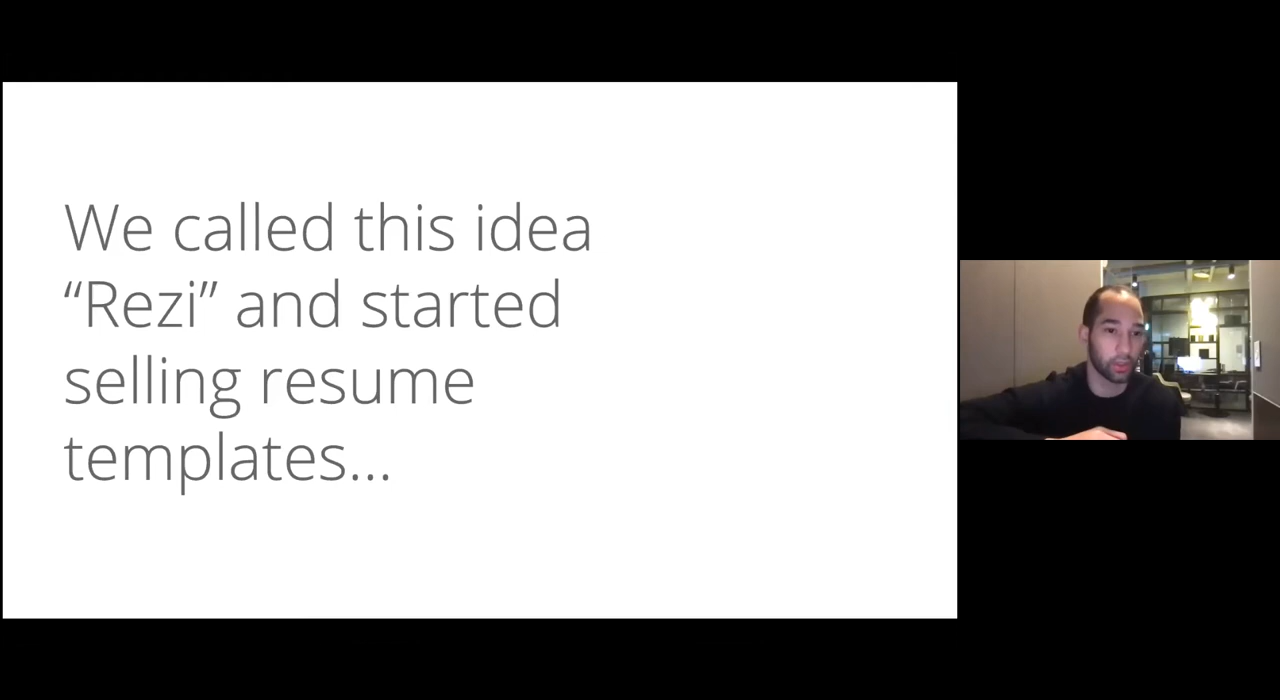 We called this idea
“Rezi” and started
selling resume
templates...